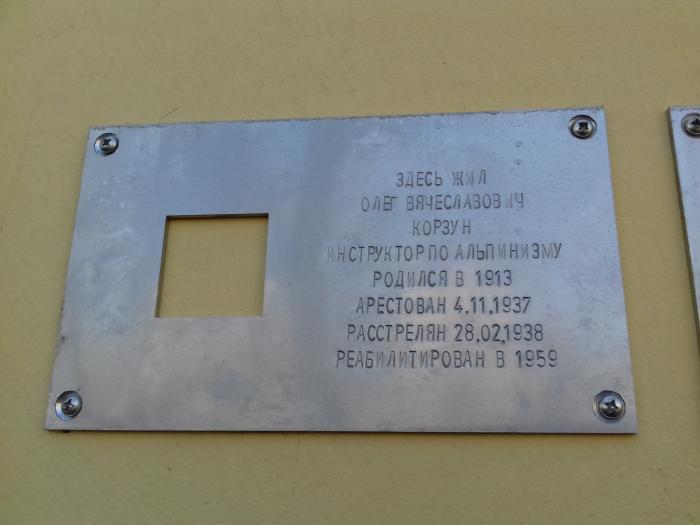 ЗДЕСЬ ЖИЛ
ОЛЕГ ВЯЧЕСЛАВОВИЧ
КОРЗУН
ИНСТРУКТОР ПО АЛЬПИНИЗМУ
РОДИЛСЯ В 1913
АРЕСТОВАН 4.11.1937
РАССТРЕЛЯН 28.02.1938
РЕАБИЛИТИРОВАН В 1959